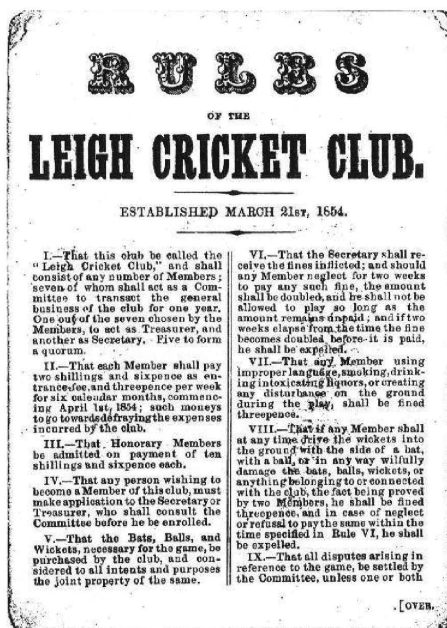 RULES
OF THE
LEIGH CRICKET CLUB.
ESTABLISHED MARCH 21ST, 1854.
I.—That this club be called the
"Leigh Cricket Club," and shall
consist of any number of Members;
seven of whom shall act as a Com-
mittee to transact the general
business of the club for one year.
One out of the seven chosen by the
Members, to act as Treasurer, and
another as Secretary. Five to form
a quorum.
II.—That each Member shall pay
two shillings and sixpence as en-
trance fee, and threepence per week
for six calendar months, commenc-
ing April 1st, 1854; such moneys
to go towards defraying the expenses
incurred by the club.
III.—That Honorary Members
be admitted on payment of ten
shillings and sixpence each.
IV.—That any person wishing to
become a Member of this club, must
make application to the Secretary or
Treasurer, who shall consult the
Committee before he be enrolled.
V.—That the Bats, Balls, and
Wickets, necessary for the game, be
purchased by the club, and con-
sidered to all intents and purposes
the joint property of the same.
VI.—That the Secretary shall re-
ceive the fines inflicted; and should
any Member neglect for two weeks
to pay any such fine, the amount
shall be doubled, and he shall not be
allowed to play so long as the
amount remains unpaid; and if two
weeks elapse from the time the fine
becomes doubled before it is paid,
he shall be expelled.
VII.—That any Member using
improper language, smoking, drink-
ing intoxicating liquors, or creating
any disturbance on the ground
during the play, shall be fined
threepence.
VIII.—That if any Member shall
at any time drive the wickets into
the ground with the side of a bat,
with a ball, or in any way wilfully
damage the bats, balls, wickets, or
anything belonging to or connected
with the club, the fact being proved
by two Members, he shall be fined
threepence, and in case of neglect
or refusal to pay the same within the
time specified in Rule VI, he shall
be expelled.
IX.—That all disputes arising in
reference to the game, be settled by
the Committee, unless one or both
[OVER.